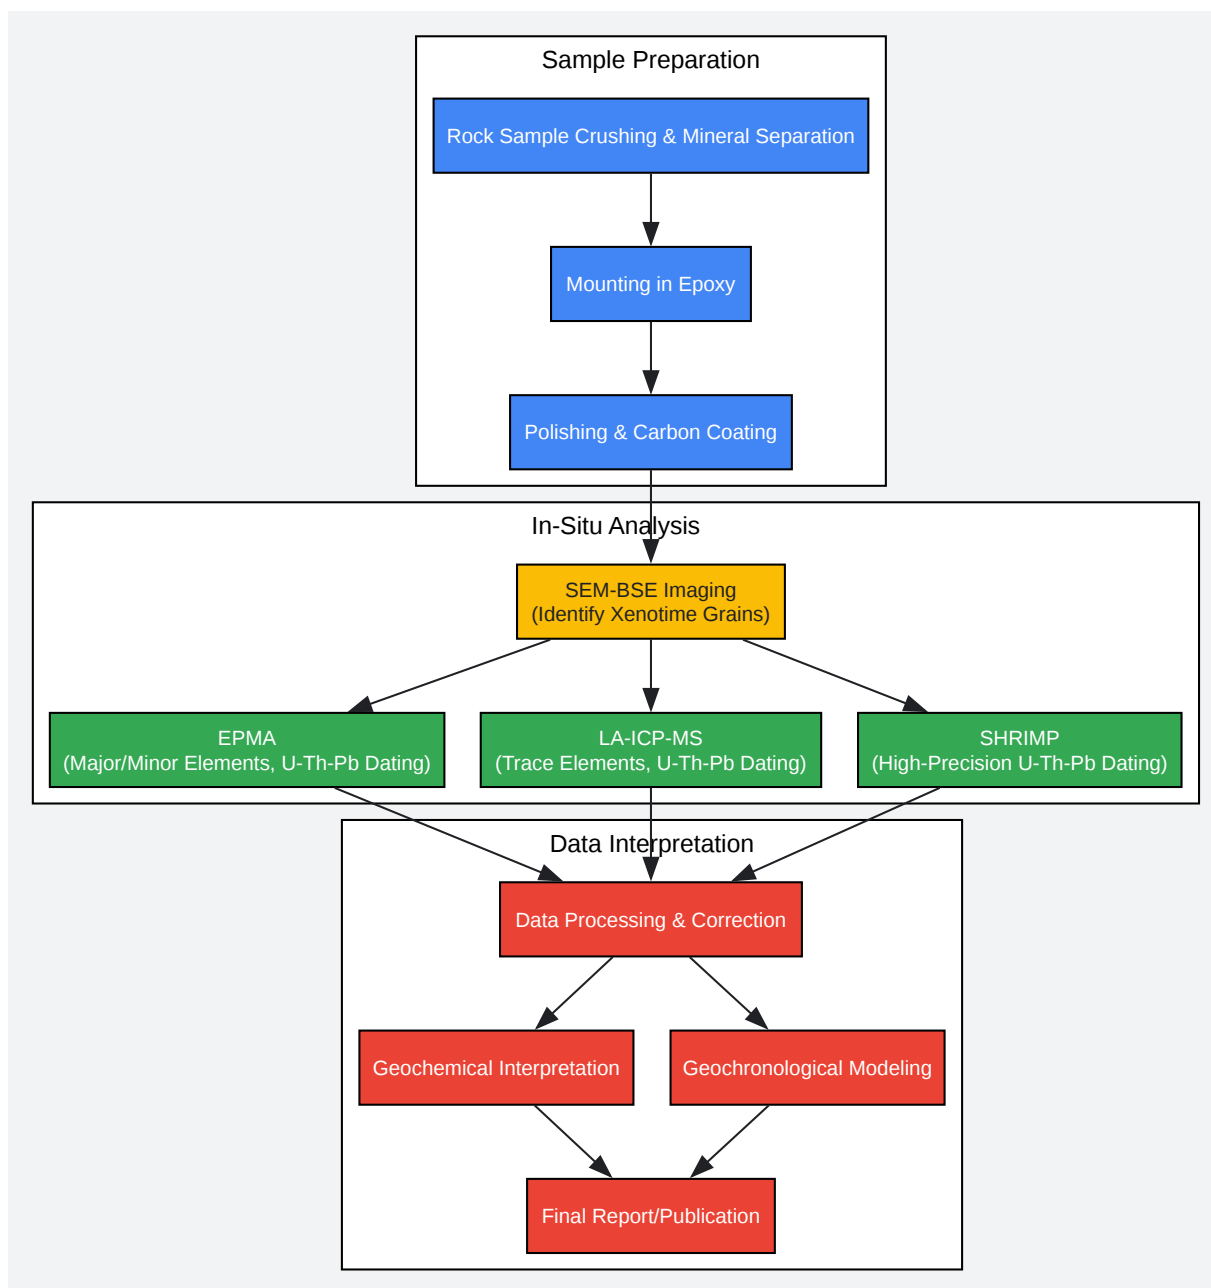 Sample Preparation
Rock Sample Crushing & Mineral Separation
Mounting in Epoxy
Polishing & Carbon Coating
In-Situ Analysis
SEM-BSE Imaging
(Identify Xenotime Grains)
EPMA
(Major/Minor Elements, U-Th-Pb Dating)
LA-ICP-MS
(Trace Elements, U-Th-Pb Dating)
SHRIMP
(High-Precision U-Th-Pb Dating)
Data Interpretation
Data Processing & Correction
Geochemical Interpretation
Geochronological Modeling
Final Report/Publication